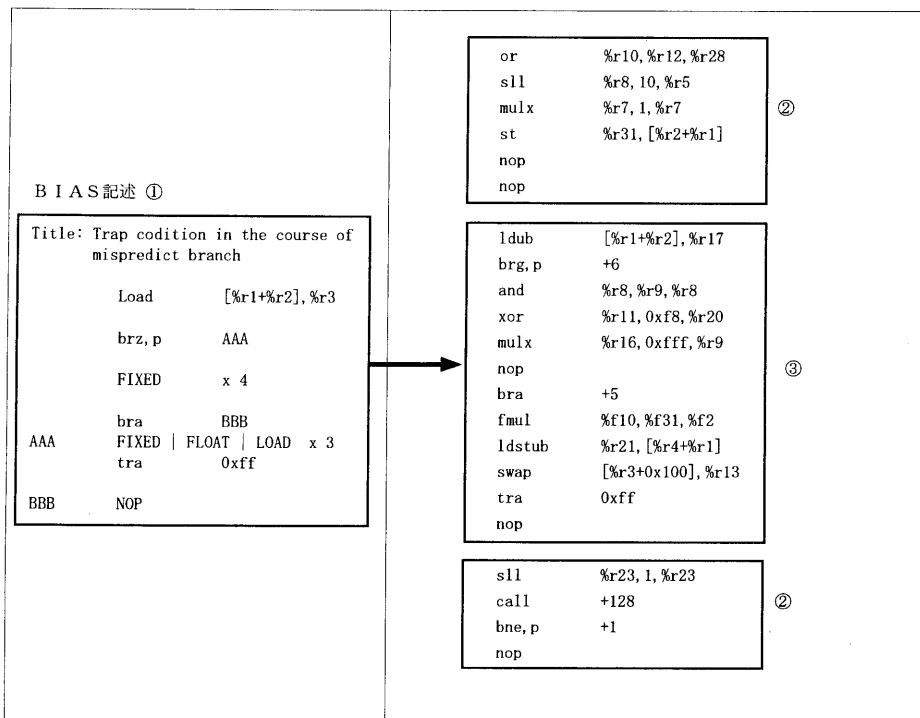 BIAS記述 ①
Title: Trap codition in the course of
mispredict branch
Load [%r1+%r2], %r3
brz, p AAA
FIXED x 4
bra BBB
AAA FIXED | FLOAT | LOAD x 3
tra 0xff
BBB NOP
or %r10, %r12, %r28
sll %r8, 10, %r5
mulx %r7, 1, %r7
st %r31, [%r2+%r1]
nop
nop
②
ldub [%r1+%r2], %r17
brg, p +6
and %r8, %r9, %r8
xor %r11, 0xf8, %r20
mulx %r16, 0xfff, %r9
nop
bra +5
fmul %f10, %f31, %f2
ldstub %r21, [%r4+%r1]
swap [%r3+0x100], %r13
tra 0xff
nop
③
sll %r23, 1, %r23
call +128
bne, p +1
nop
②